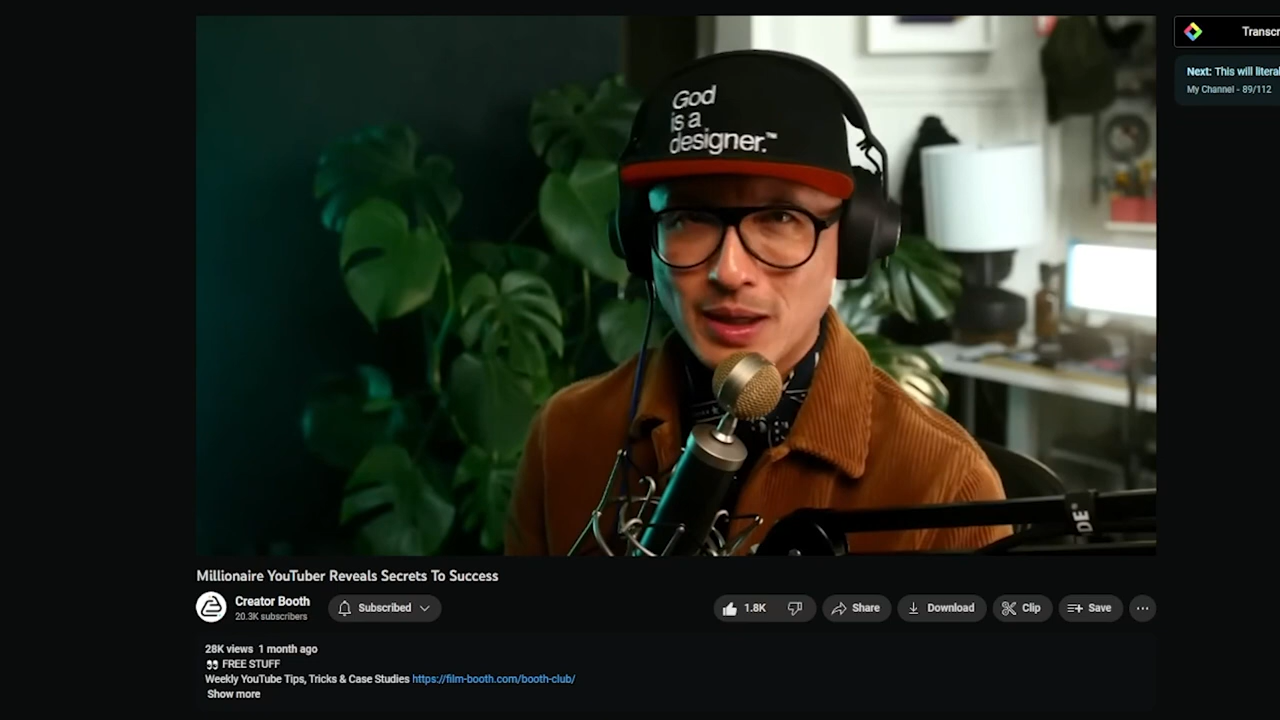 God
is a
designer.™
DE™
Transcr
Next: This will literal
My Channel - 89/112
Millionaire YouTuber Reveals Secrets To Success
Creator Booth
20.3K subscribers
Subscribed
1.8K
Share
Download
Clip
Save
28K views 1 month ago
👀 FREE STUFF
Weekly YouTube Tips, Tricks & Case Studies https://film-booth.com/booth-club/
Show more